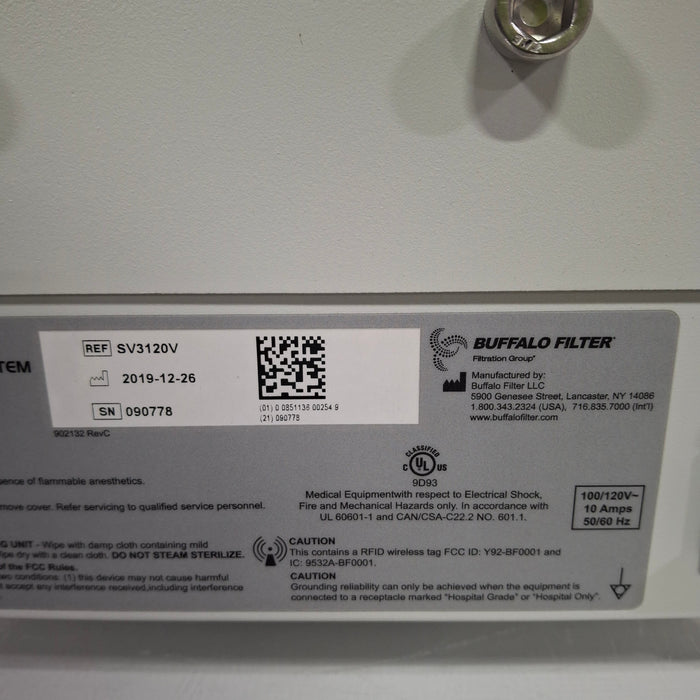 TEM
REF SV3120V
2019-12-26
SN 090778
(01) 0 0851136 00254 9
(21) 090778
902132 RevC
BUFFALO FILTER
Filtration Group®
Manufactured by:
Buffalo Filter LLC
5900 Genesee Street, Lancaster, NY 14086
1.800.343.2324 (USA), 716.835.7000 (Int'l)
www.buffalofilter.com
CLASSIFIED
C UL US
9D93
Medical Equipmentwith respect to Electrical Shock,
Fire and Mechanical Hazards only. In accordance with
UL 60601-1 and CAN/CSA-C22.2 NO. 601.1.
100/120V~
10 Amps
50/60 Hz
sence of flammable anesthetics.
move cover. Refer servicing to qualified service personnel.
G UNIT - Wipe with damp cloth containing mild
ipe dry with a clean cloth. DO NOT STEAM STERILIZE.
of the FCC Rules.
two conditions: (1) this device may not cause harmful
t accept any interference received,including interference
CAUTION
This contains a RFID wireless tag FCC ID: Y92-BF0001 and
IC: 9532A-BF0001.
CAUTION
Grounding reliability can only be achieved when the equipment is
connected to a receptacle marked "Hospital Grade" or "Hospital Only".